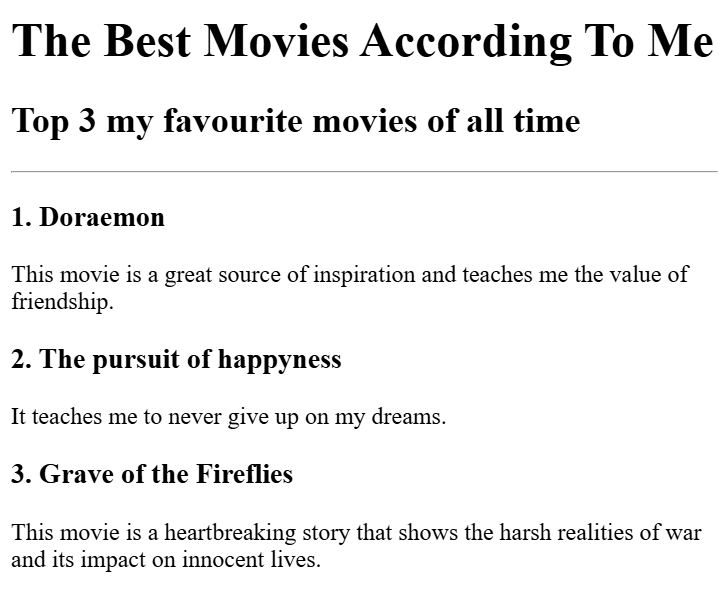 The Best Movies According To Me
Top 3 my favourite movies of all time
1. Doraemon
This movie is a great source of inspiration and teaches me the value of
friendship.
2. The pursuit of happyness
It teaches me to never give up on my dreams.
3. Grave of the Fireflies
This movie is a heartbreaking story that shows the harsh realities of war
and its impact on innocent lives.